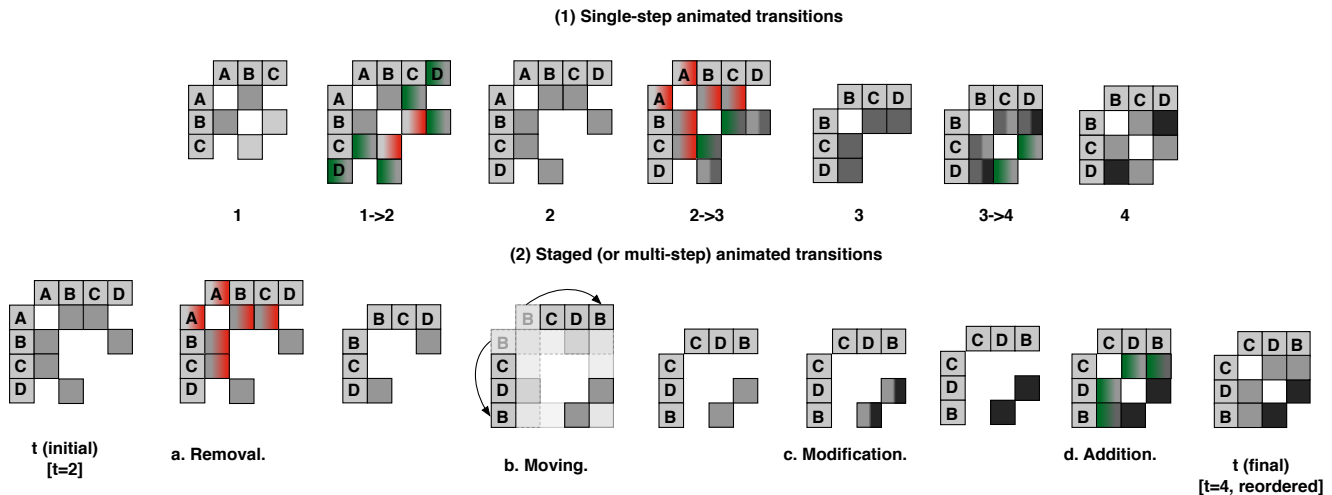 (1) Single-step animated transitions
A B C
A
B
C
1
A B C D
A
B
C
D
1->2
A B C D
A
B
C
D
2
A B C D
A
B
C
D
2->3
B C D
B
C
D
3
B C D
B
C
D
3->4
B C D
B
C
D
4
(2) Staged (or multi-step) animated transitions
A B C D
A
B
C
D
t (initial)
[t=2]
A B C D
A
B
C
D
a. Removal.
B C D
B
C
D
B C D B
B
C
D
B
b. Moving.
C D B
C
D
B
C D B
C
D
B
c. Modification.
C D B
C
D
B
C D B
C
D
B
d. Addition.
C D B
C
D
B
t (final)
[t=4, reordered]